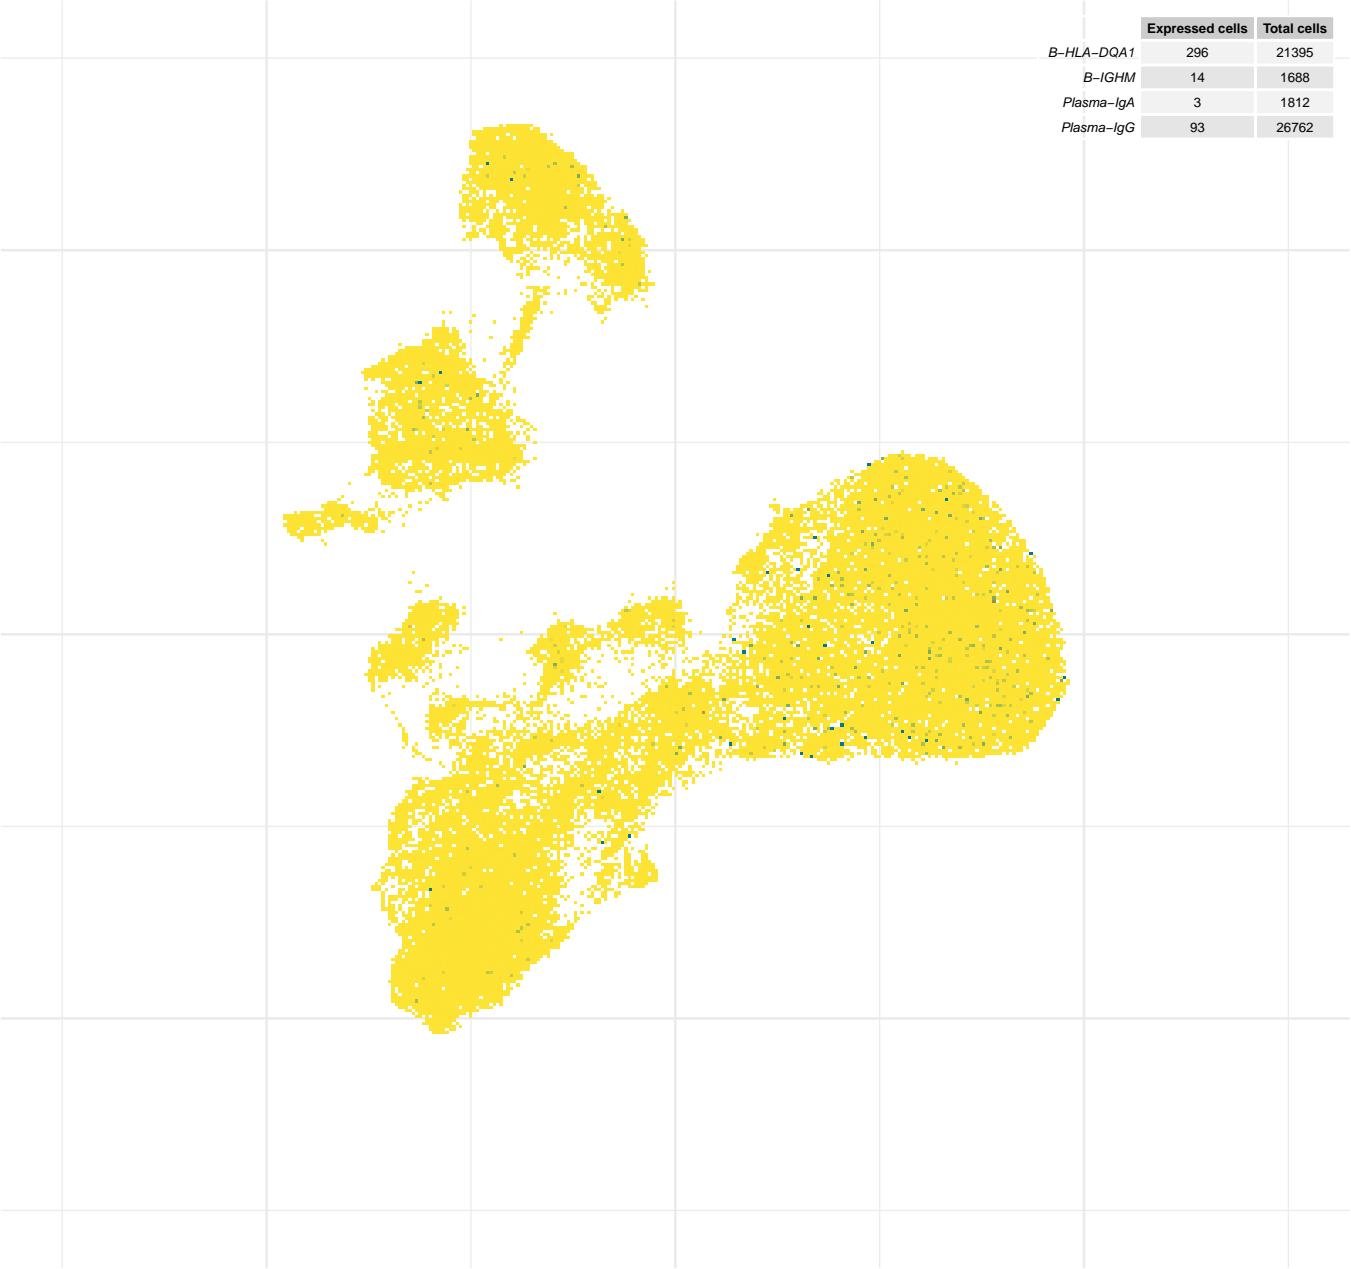 Expressed cells Total cells
B−HLA−DQA1 296 21395
B−IGHM 14 1688
Plasma−IgA 3 1812
Plasma−IgG 93 26762